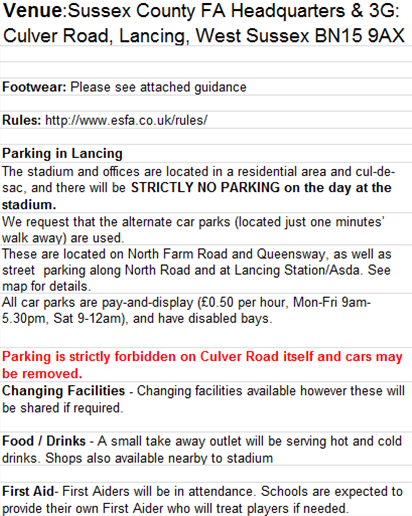 Venue:Sussex County FA Headquarters & 3G:
Culver Road, Lancing, West Sussex BN15 9AX
Footwear: Please see attached guidance
Rules: http://www.esfa.co.uk/rules/
Parking in Lancing
The stadium and offices are located in a residential area and cul-de-
sac, and there will be STRICTLY NO PARKING on the day at the
stadium.
We request that the alternate car parks (located just one minutes'
walk away) are used.
These are located on North Farm Road and Queensway, as well as
street parking along North Road and at Lancing Station/Asda. See
map for details.
All car parks are pay-and-display (£0.50 per hour, Mon-Fri 9am-
5.30pm, Sat 9-12am), and have disabled bays.
Parking is strictly forbidden on Culver Road itself and cars may
be removed.
Changing Facilities - Changing facilities available however these will
be shared if required.
Food / Drinks - A small take away outlet will be serving hot and cold
drinks. Shops also available nearby to stadium
First Aid- First Aiders will be in attendance. Schools are expected to
provide their own First Aider who will treat players if needed.